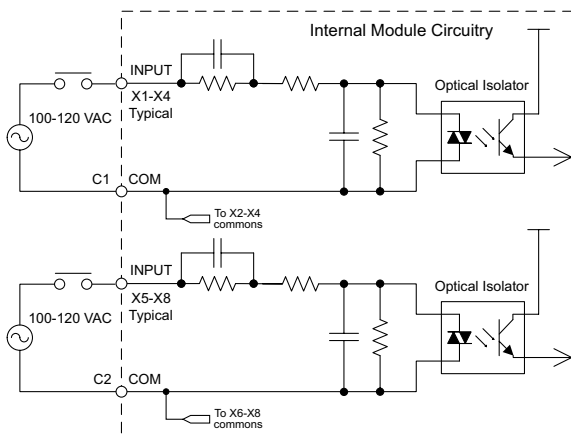 Internal Module Circuitry
INPUT
X1-X4
Typical
Optical Isolator
100-120 VAC
C1
COM
To X2-X4
commons
INPUT
X5-X8
Typical
Optical Isolator
100-120 VAC
C2
COM
To X6-X8
commons